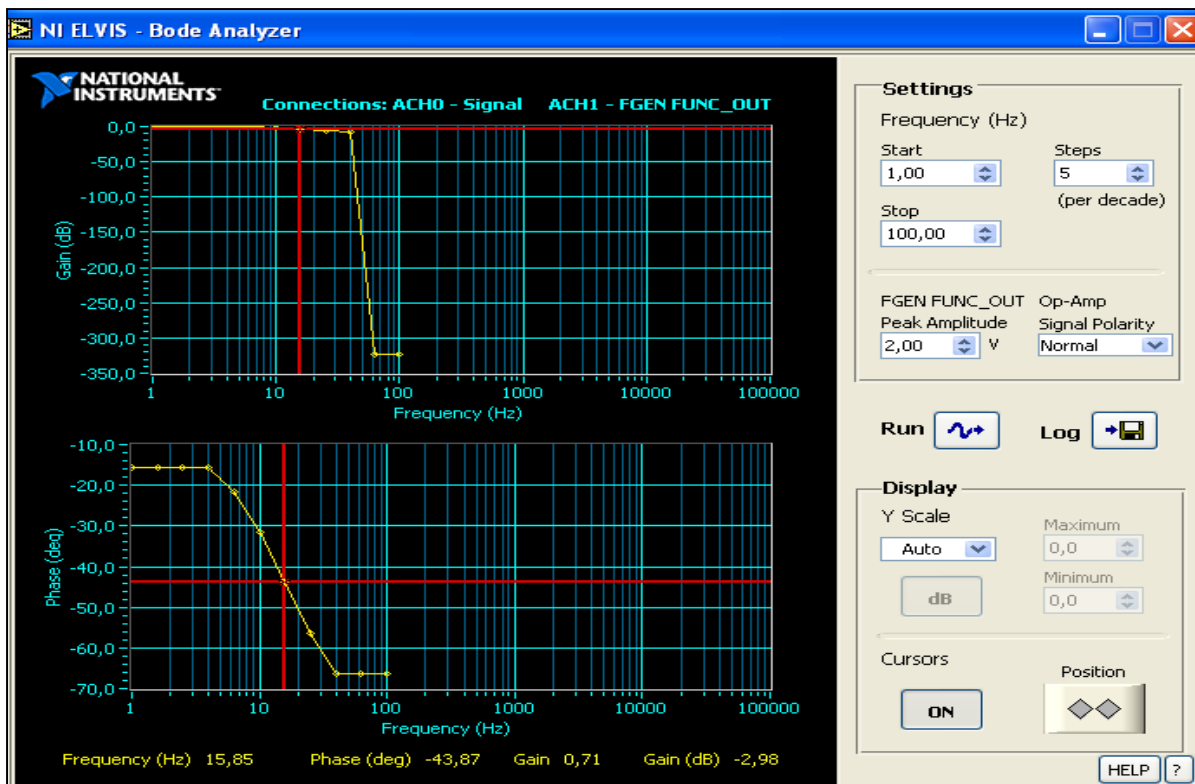 NI ELVIS - Bode Analyzer
NATIONAL
INSTRUMENTS™
Connections: ACH0 - Signal ACH1 - FGEN FUNC_OUT
Gain (dB)
0,0
-50,0
-100,0
-150,0
-200,0
-250,0
-300,0
-350,0
1 10 100 1000 10000 100000
Frequency (Hz)
Phase (deg)
-10,0
-20,0
-30,0
-40,0
-50,0
-60,0
-70,0
1 10 100 1000 10000 100000
Frequency (Hz)
Frequency (Hz) 15,85 Phase (deg) -43,87 Gain 0,71 Gain (dB) -2,98
Settings
Frequency (Hz)
Start Steps
1,00 5
(per decade)
Stop
100,00
FGEN FUNC_OUT Op-Amp
Peak Amplitude Signal Polarity
2,00 V Normal
Run Log
Display
Y Scale Maximum
Auto 0,0
Minimum
dB 0,0
Cursors Position
ON
HELP ?